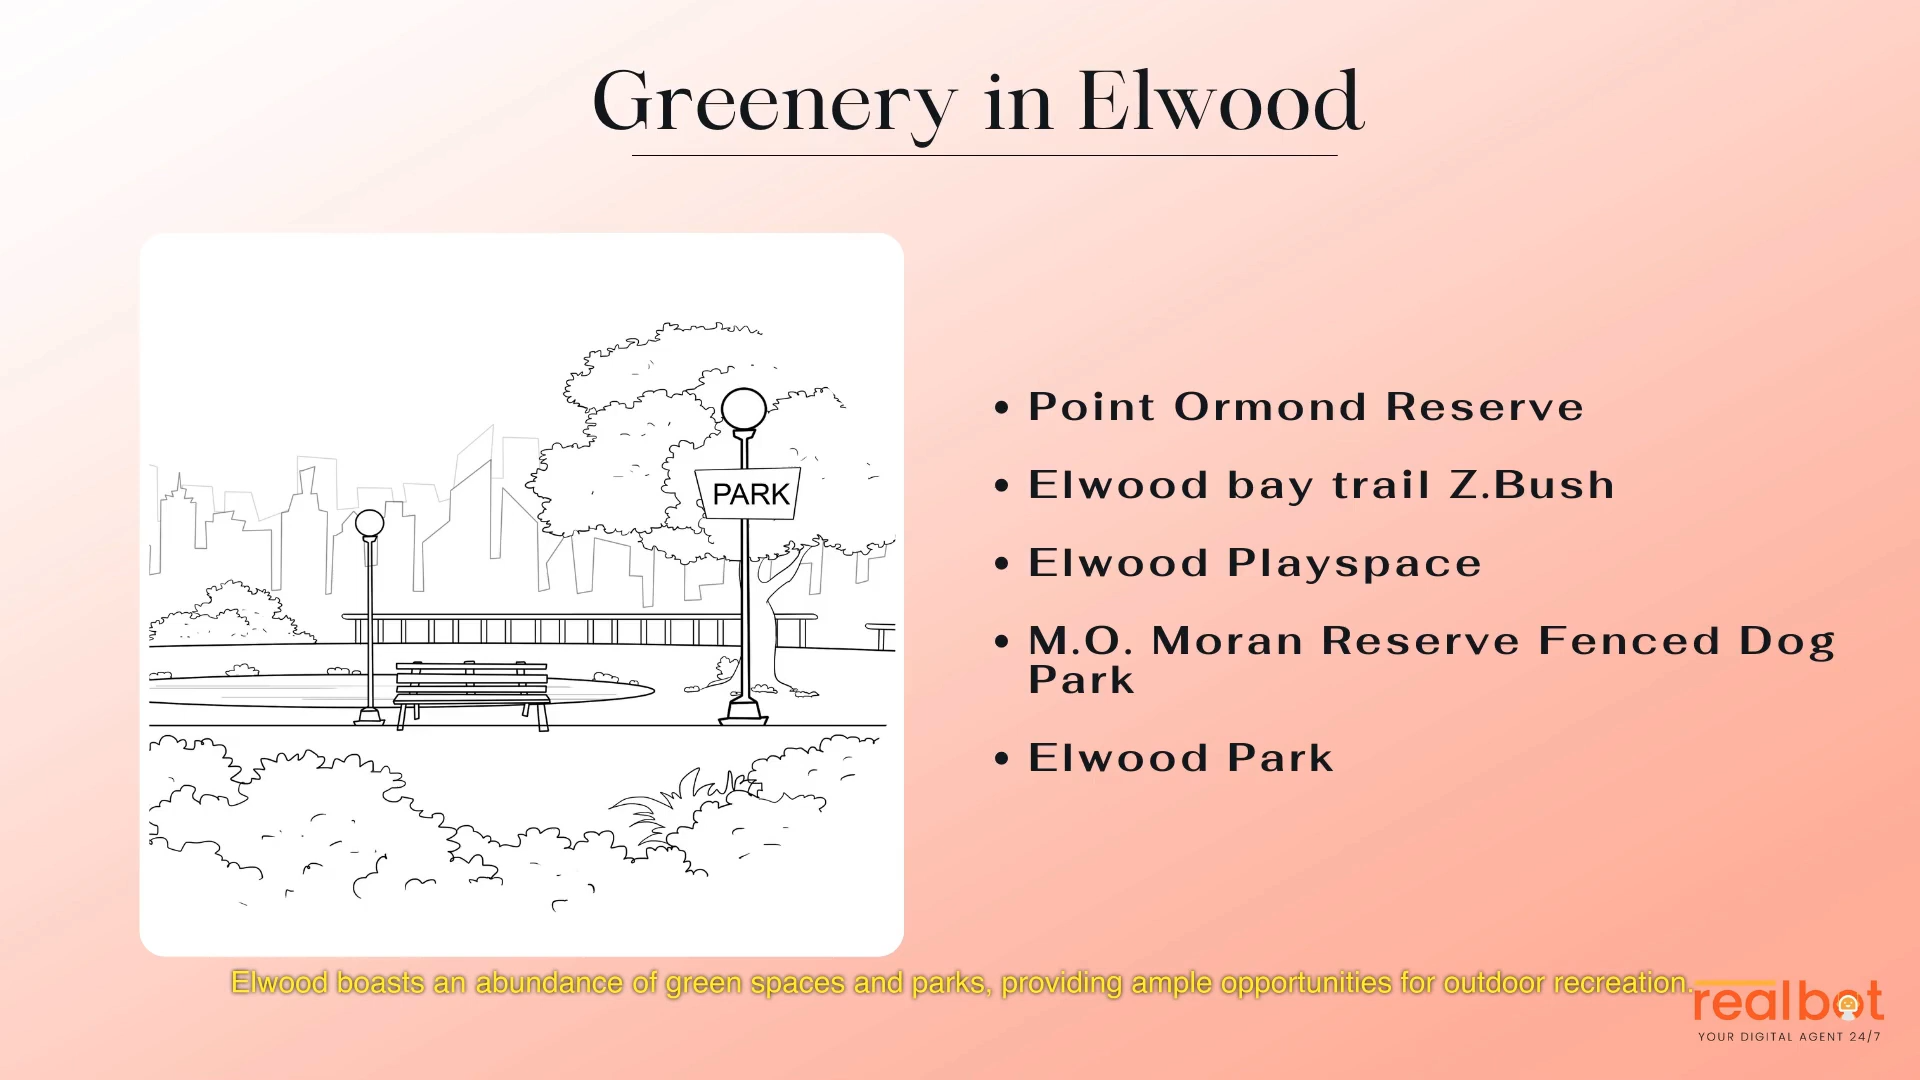 Greenery in Elwood
PARK
• Point Ormond Reserve
• Elwood bay trail Z.Bush
• Elwood Playspace
• M.O. Moran Reserve Fenced Dog
Park
• Elwood Park
Elwood boasts an abundance of green spaces and parks, providing ample opportunities for outdoor recreation.
realbot
YOUR DIGITAL AGENT 24/7